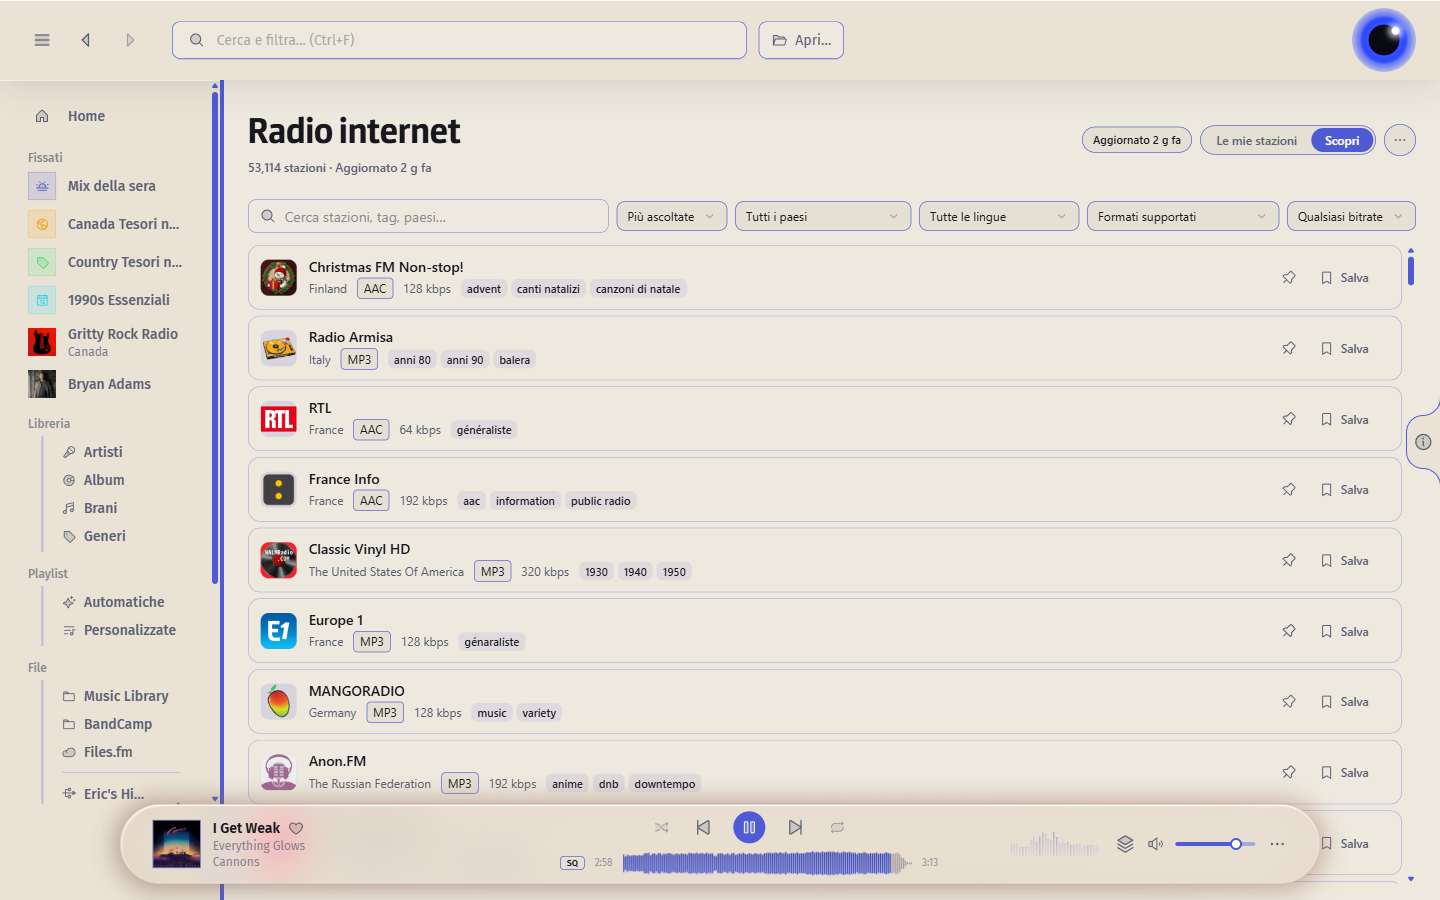 Cerca e filtra... (Ctrl+F)
Apri...
Home
Fissati
Mix della sera
Canada Tesori n...
Country Tesori n...
1990s Essenziali
Gritty Rock Radio
Canada
Bryan Adams
Libreria
Artisti
Album
Brani
Generi
Playlist
Automatiche
Personalizzate
File
Music Library
BandCamp
Files.fm
Eric's Hi...
Radio internet
53,114 stazioni · Aggiornato 2 g fa
Aggiornato 2 g fa
Le mie stazioni
Scopri
Cerca stazioni, tag, paesi...
Più ascoltate
Tutti i paesi
Tutte le lingue
Formati supportati
Qualsiasi bitrate
Christmas FM Non-stop!
Finland AAC 128 kbps advent canti natalizi canzoni di natale
Salva
Radio Armisa
Italy MP3 128 kbps anni 80 anni 90 balera
Salva
RTL
RTL
France AAC 64 kbps généraliste
Salva
France Info
France AAC 192 kbps aac information public radio
Salva
WALMRadio
.COM
Classic Vinyl HD
The United States Of America MP3 320 kbps 1930 1940 1950
Salva
E1
Europe 1
France MP3 128 kbps génaraliste
Salva
MANGORADIO
Germany MP3 128 kbps music variety
Salva
Anon.FM
The Russian Federation MP3 192 kbps anime dnb downtempo
Salva
Salva
I Get Weak
Everything Glows
Cannons
SQ 2:58
3:13